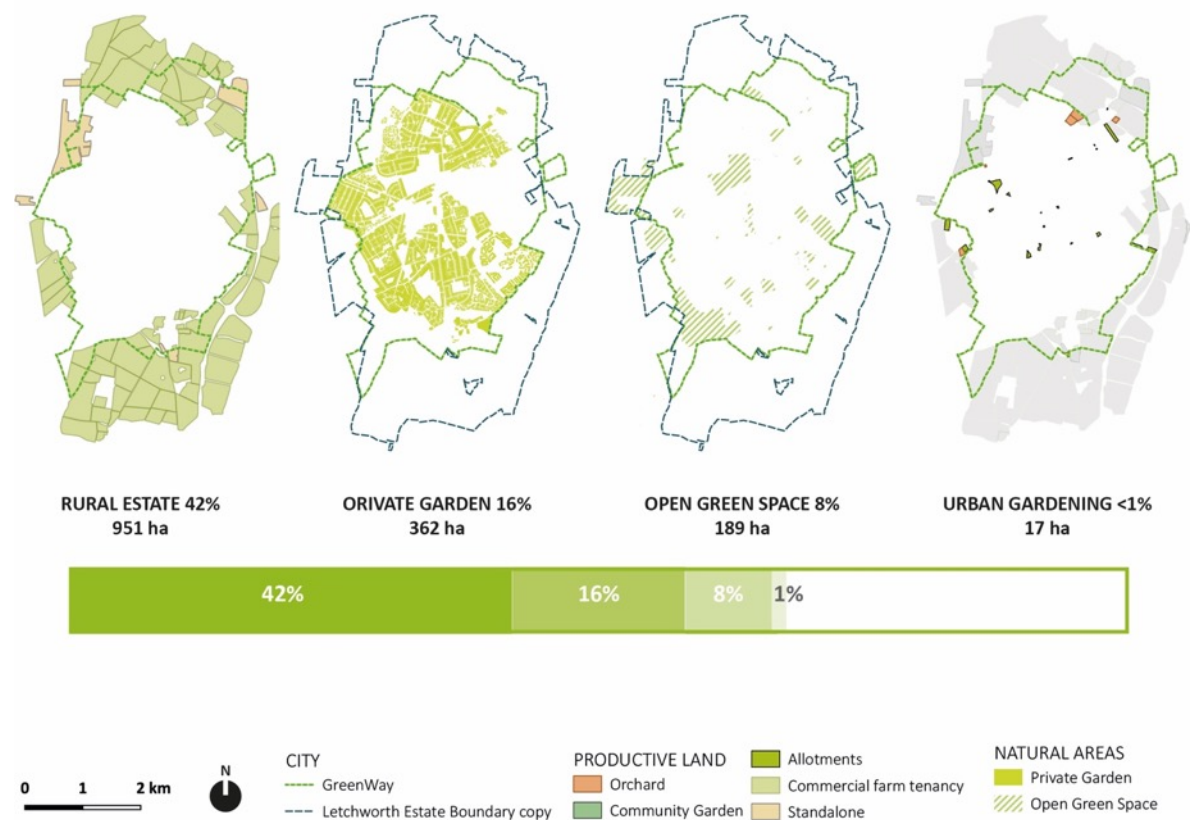 RURAL ESTATE 42%
951 ha
ORIVATE GARDEN 16%
362 ha
OPEN GREEN SPACE 8%
189 ha
URBAN GARDENING <1%
17 ha
42%
16%
8%
1%
0 1 2 km
N
CITY
GreenWay
Letchworth Estate Boundary copy
PRODUCTIVE LAND
Orchard
Community Garden
Allotments
Commercial farm tenancy
Standalone
NATURAL AREAS
Private Garden
Open Green Space